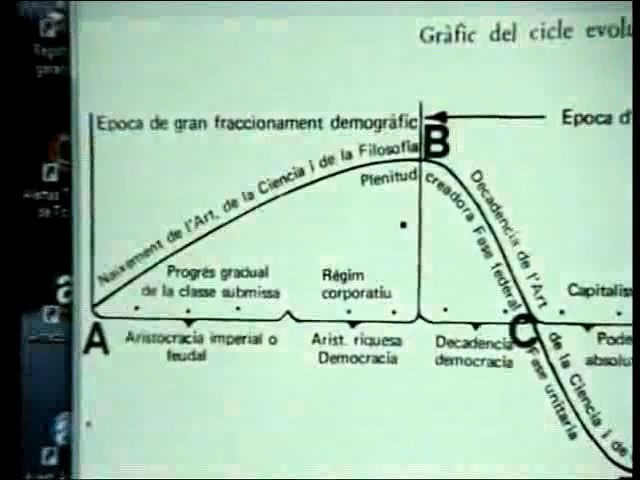 Gràfic del cicle evolu
Epoca de gran fraccionament demogràfic
Epoca d'
B
Naixement de l'Art, de la Ciencia i de la Filosofia
Plenitud creadora Fase federal
Decadencia de l'Art de la Ciencia i de
Progrés gradual
de la classe submissa
Régim
corporatiu
Capitalis
A
C
Aristocracia imperial o
feudal
Arist. riquesa
Democracia
Decadencia
democracia
Pode
absolu
Fase unitaria